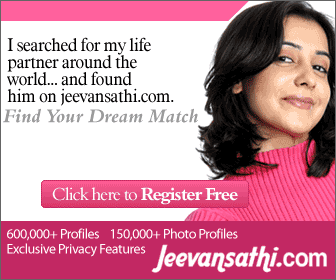 I searched for my life
partner around the
world... and found
him on jeevansathi.com.
Find Your Dream Match
Click here to Register Free
600,000+ Profiles 150,000+ Photo Profiles
Exclusive Privacy Features
Jeevansathi.com